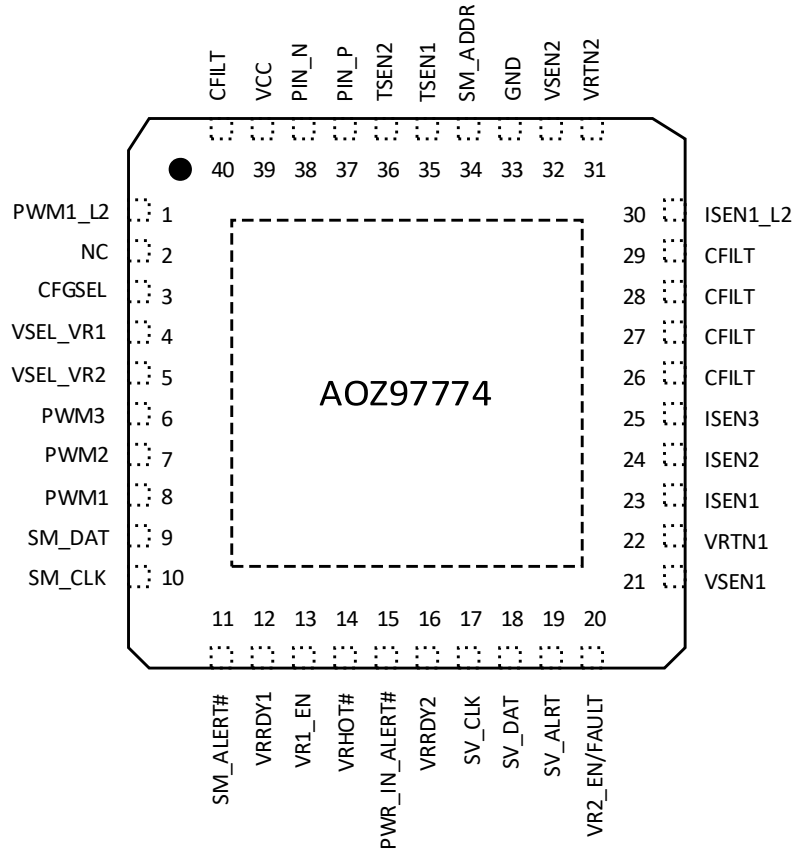 CFILT
VCC
PIN_N
PIN_P
TSEN2
TSEN1
SM_ADDR
GND
VSEN2
VRTN2
40 39 38 37 36 35 34 33 32 31
PWM1_L2 1
NC 2
CFGSEL 3
VSEL_VR1 4
VSEL_VR2 5
PWM3 6
PWM2 7
PWM1 8
SM_DAT 9
SM_CLK 10
AOZ97774
30 ISEN1_L2
29 CFILT
28 CFILT
27 CFILT
26 CFILT
25 ISEN3
24 ISEN2
23 ISEN1
22 VRTN1
21 VSEN1
11 12 13 14 15 16 17 18 19 20
SM_ALERT#
VRRDY1
VR1_EN
VRHOT#
PWR_IN_ALERT#
VRRDY2
SV_CLK
SV_DAT
SV_ALRT
VR2_EN/FAULT